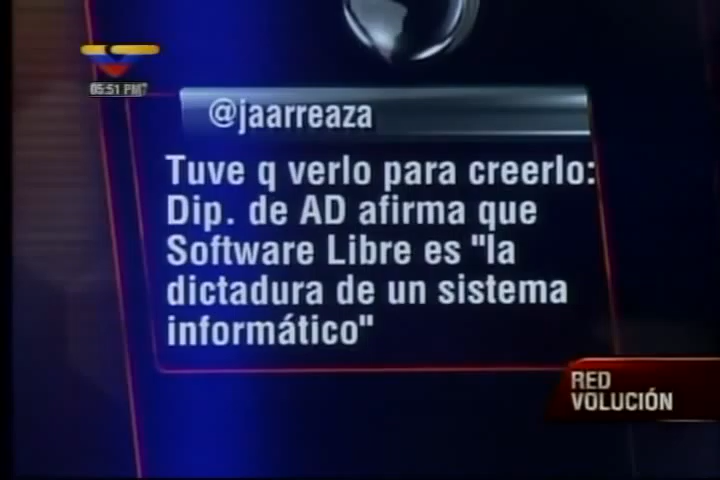 05:51 PM
@jaarreaza
Tuve q verlo para creerlo:
Dip. de AD afirma que
Software Libre es "la
dictadura de un sistema
informático"
RED
VOLUCIÓN